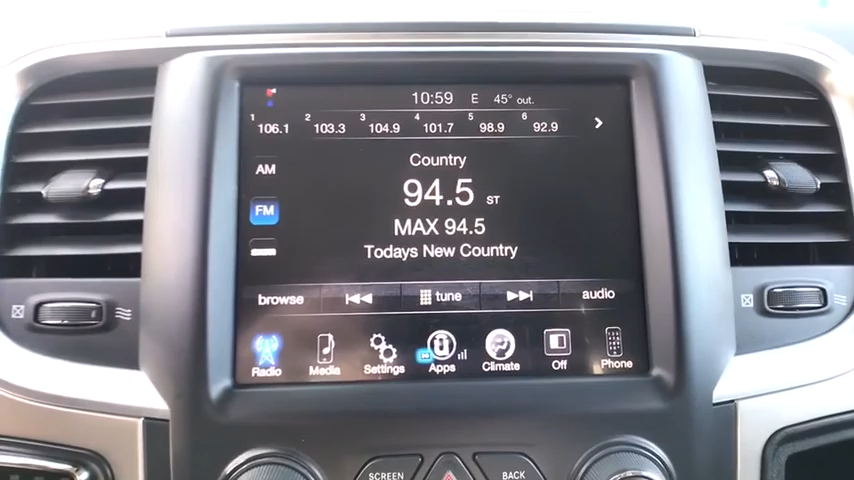 10:59 E 45° out.
1 106.1 2 103.3 3 104.9 4 101.7 5 98.9 6 92.9
Country
AM
94.5 ST
FM
MAX 94.5
Todays New Country
browse tune audio
Radio Media Settings Apps Climate Off Phone
SCREEN BACK